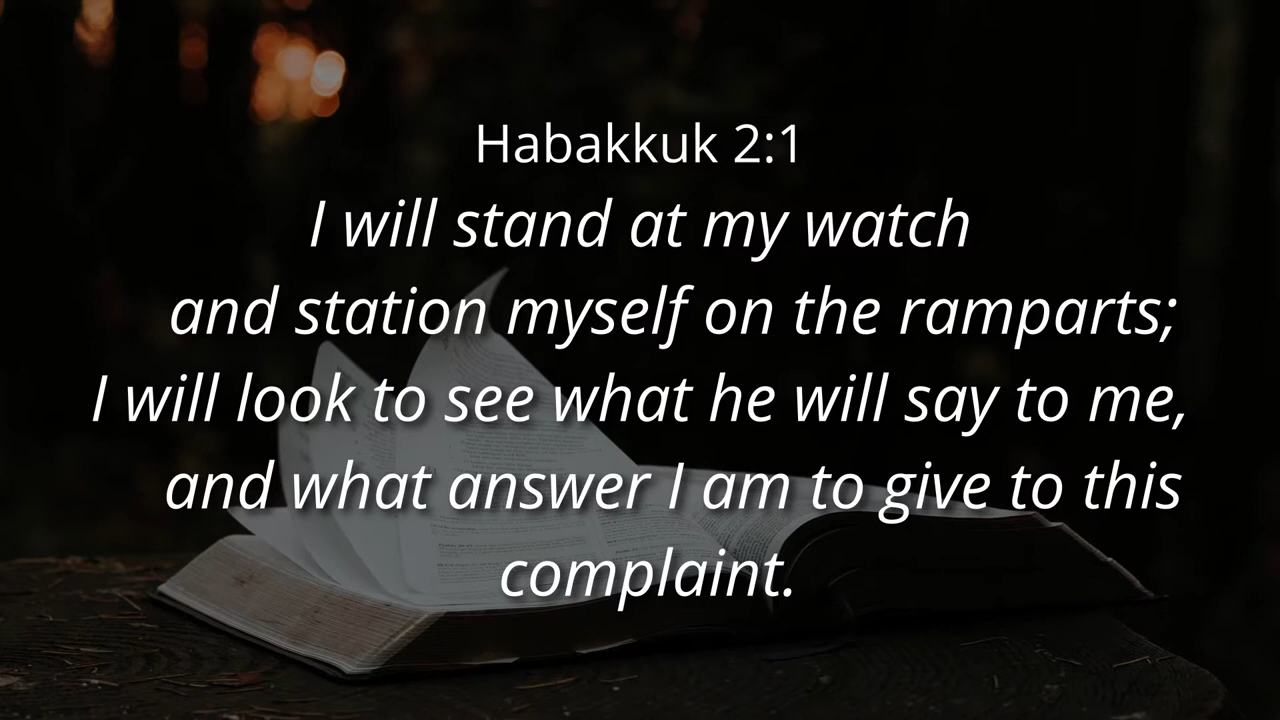 Habakkuk 2:1
I will stand at my watch
and station myself on the ramparts;
I will look to see what he will say to me,
and what answer I am to give to this
complaint.